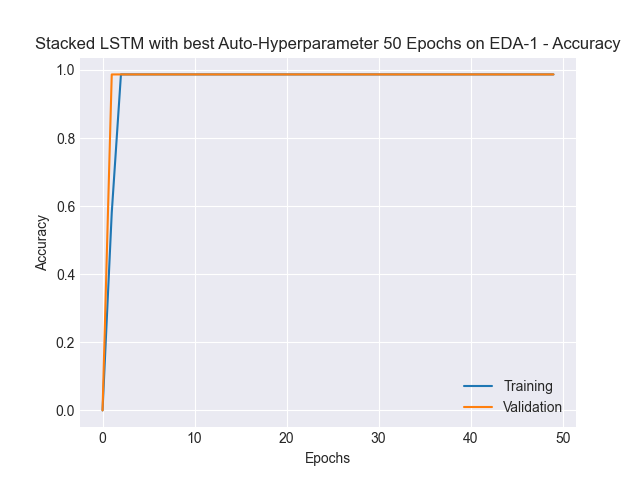 Stacked LSTM with best Auto-Hyperparameter 50 Epochs on EDA-1 - Accuracy
1.0
0.8
0.6
0.4
0.2
0.0
Accuracy
Training
Validation
0 10 20 30 40 50
Epochs